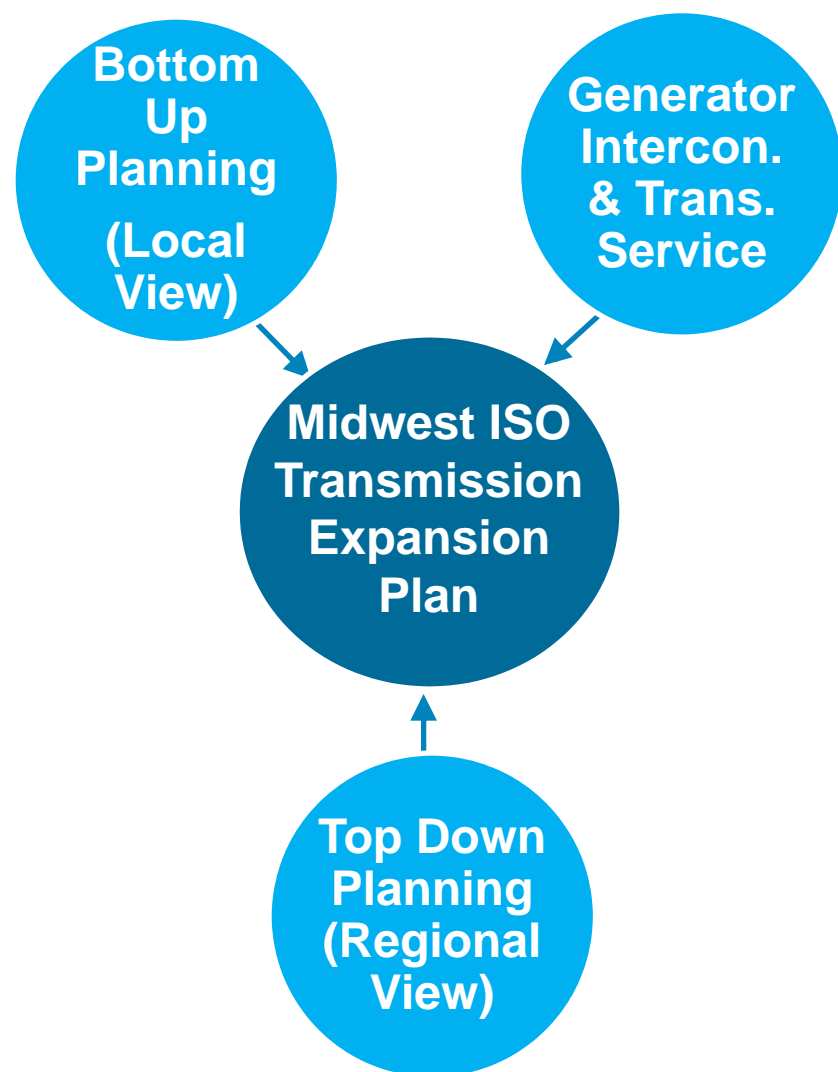 Bottom
Up
Planning
(Local
View)
Generator
Intercon.
& Trans.
Service
Midwest ISO
Transmission
Expansion
Plan
Top Down
Planning
(Regional
View)